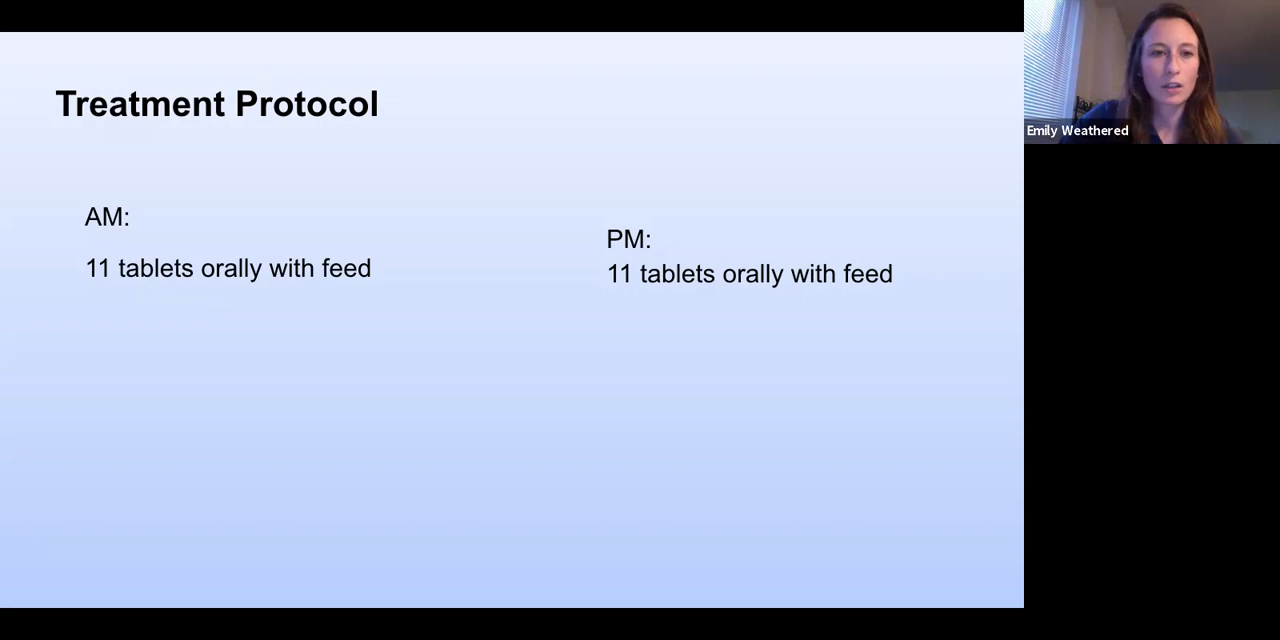 Treatment Protocol
AM:
11 tablets orally with feed
PM:
11 tablets orally with feed
Emily Weathered